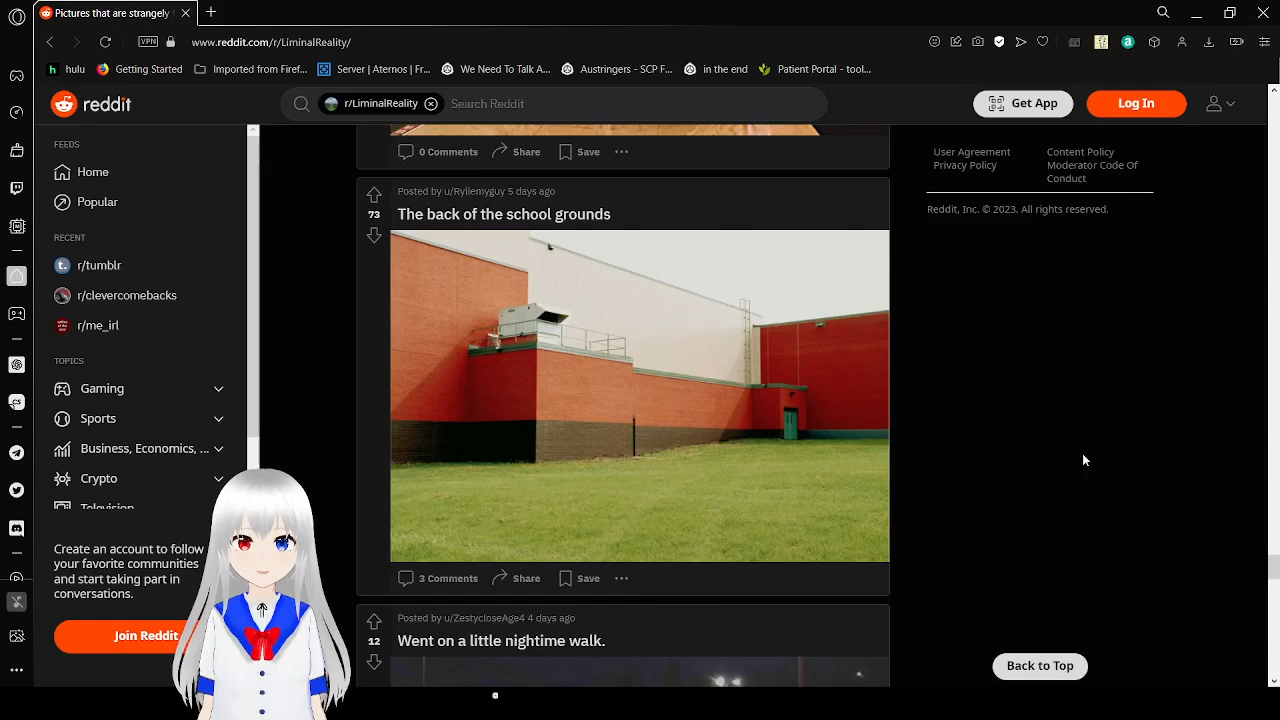 Pictures that are strangely f
VPN
www.reddit.com/r/LiminalReality/
h hulu
Getting Started
Imported from Firef...
Server | Aternos | Fr...
We Need To Talk A...
Austringers - SCP F...
in the end
Patient Portal - tool...
reddit
r/LiminalReality
Search Reddit
Get App
Log In
FEEDS
Home
Popular
RECENT
r/tumblr
r/clevercomebacks
r/me_irl
TOPICS
Gaming
Sports
Business, Economics, ...
Crypto
Television
Create an account to follow
your favorite communities
and start taking part in
conversations.
Join Reddit
0 Comments Share Save
Posted by u/Ryliemyguy 5 days ago
73
The back of the school grounds
3 Comments Share Save
Posted by u/ZestycloseAge4 4 days ago
12
Went on a little nightime walk.
User Agreement
Privacy Policy
Content Policy
Moderator Code Of
Conduct
Reddit, Inc. © 2023. All rights reserved.
Back to Top